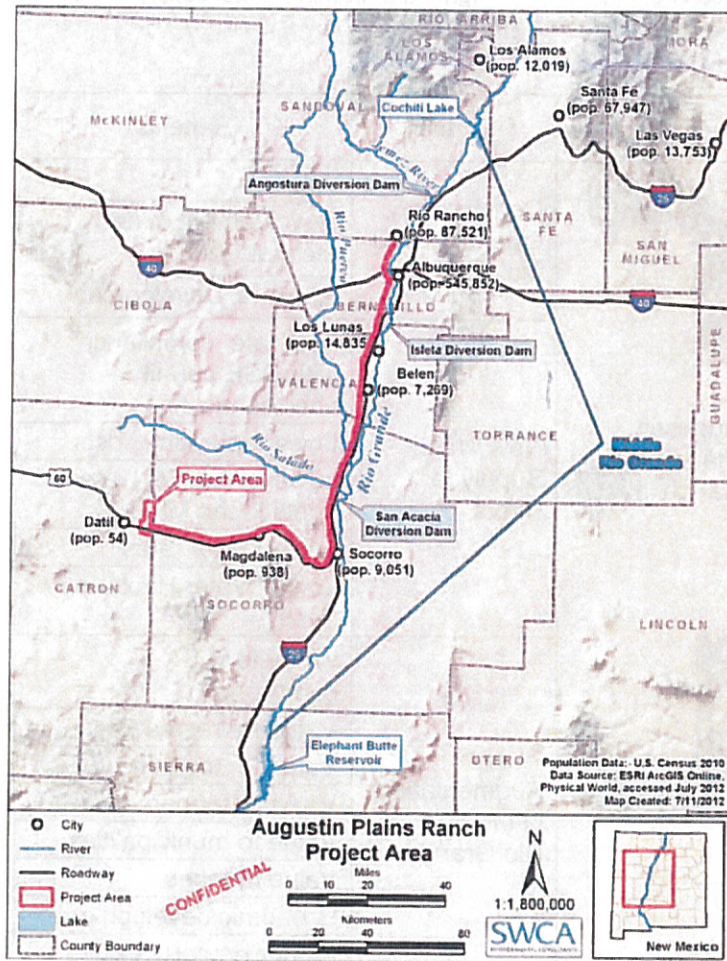 RIO ARRIBA
LOS ALAMOS
MORA
Los Alamos
(pop. 12,019)
SANDOVAL
Cochiti Lake
Santa Fe
(pop. 67,947)
McKINLEY
Las Vegas
(pop. 13,753)
Jemez River
Angostura Diversion Dam
25
Rio Puerco
Rio Rancho
(pop. 87,521)
SANTA FE
SAN MIGUEL
40
Albuquerque
(pop. 545,852)
40
CIBOLA
BERNALILLO
Los Lunas
(pop. 14,835
Isleta Diversion Dam
GUADALUPE
VALENCIA
Belen
(pop. 7,269)
TORRANCE
Rio Salado
Rio Grande
Middle
Rio Grande
60
Project Area
Datil
(pop. 54)
San Acacia
Diversion Dam
Magdalena
(pop. 938)
Socorro
(pop. 9,051)
CATRON
SOCORRO
LINCOLN
25
Elephant Butte
Reservoir
SIERRA
OTERO
Population Data: U.S. Census 2010
Data Source: ESRI ArcGIS Online,
Physical World, accessed July 2012
Map Created: 7/11/2012
City
River
Roadway
Project Area
Lake
County Boundary
Augustin Plains Ranch
Project Area
CONFIDENTIAL
Miles
0 10 20 40
Kilometers
0 20 40 80
N
1:1,800,000
SWCA
ENVIRONMENTAL CONSULTANTS
New Mexico